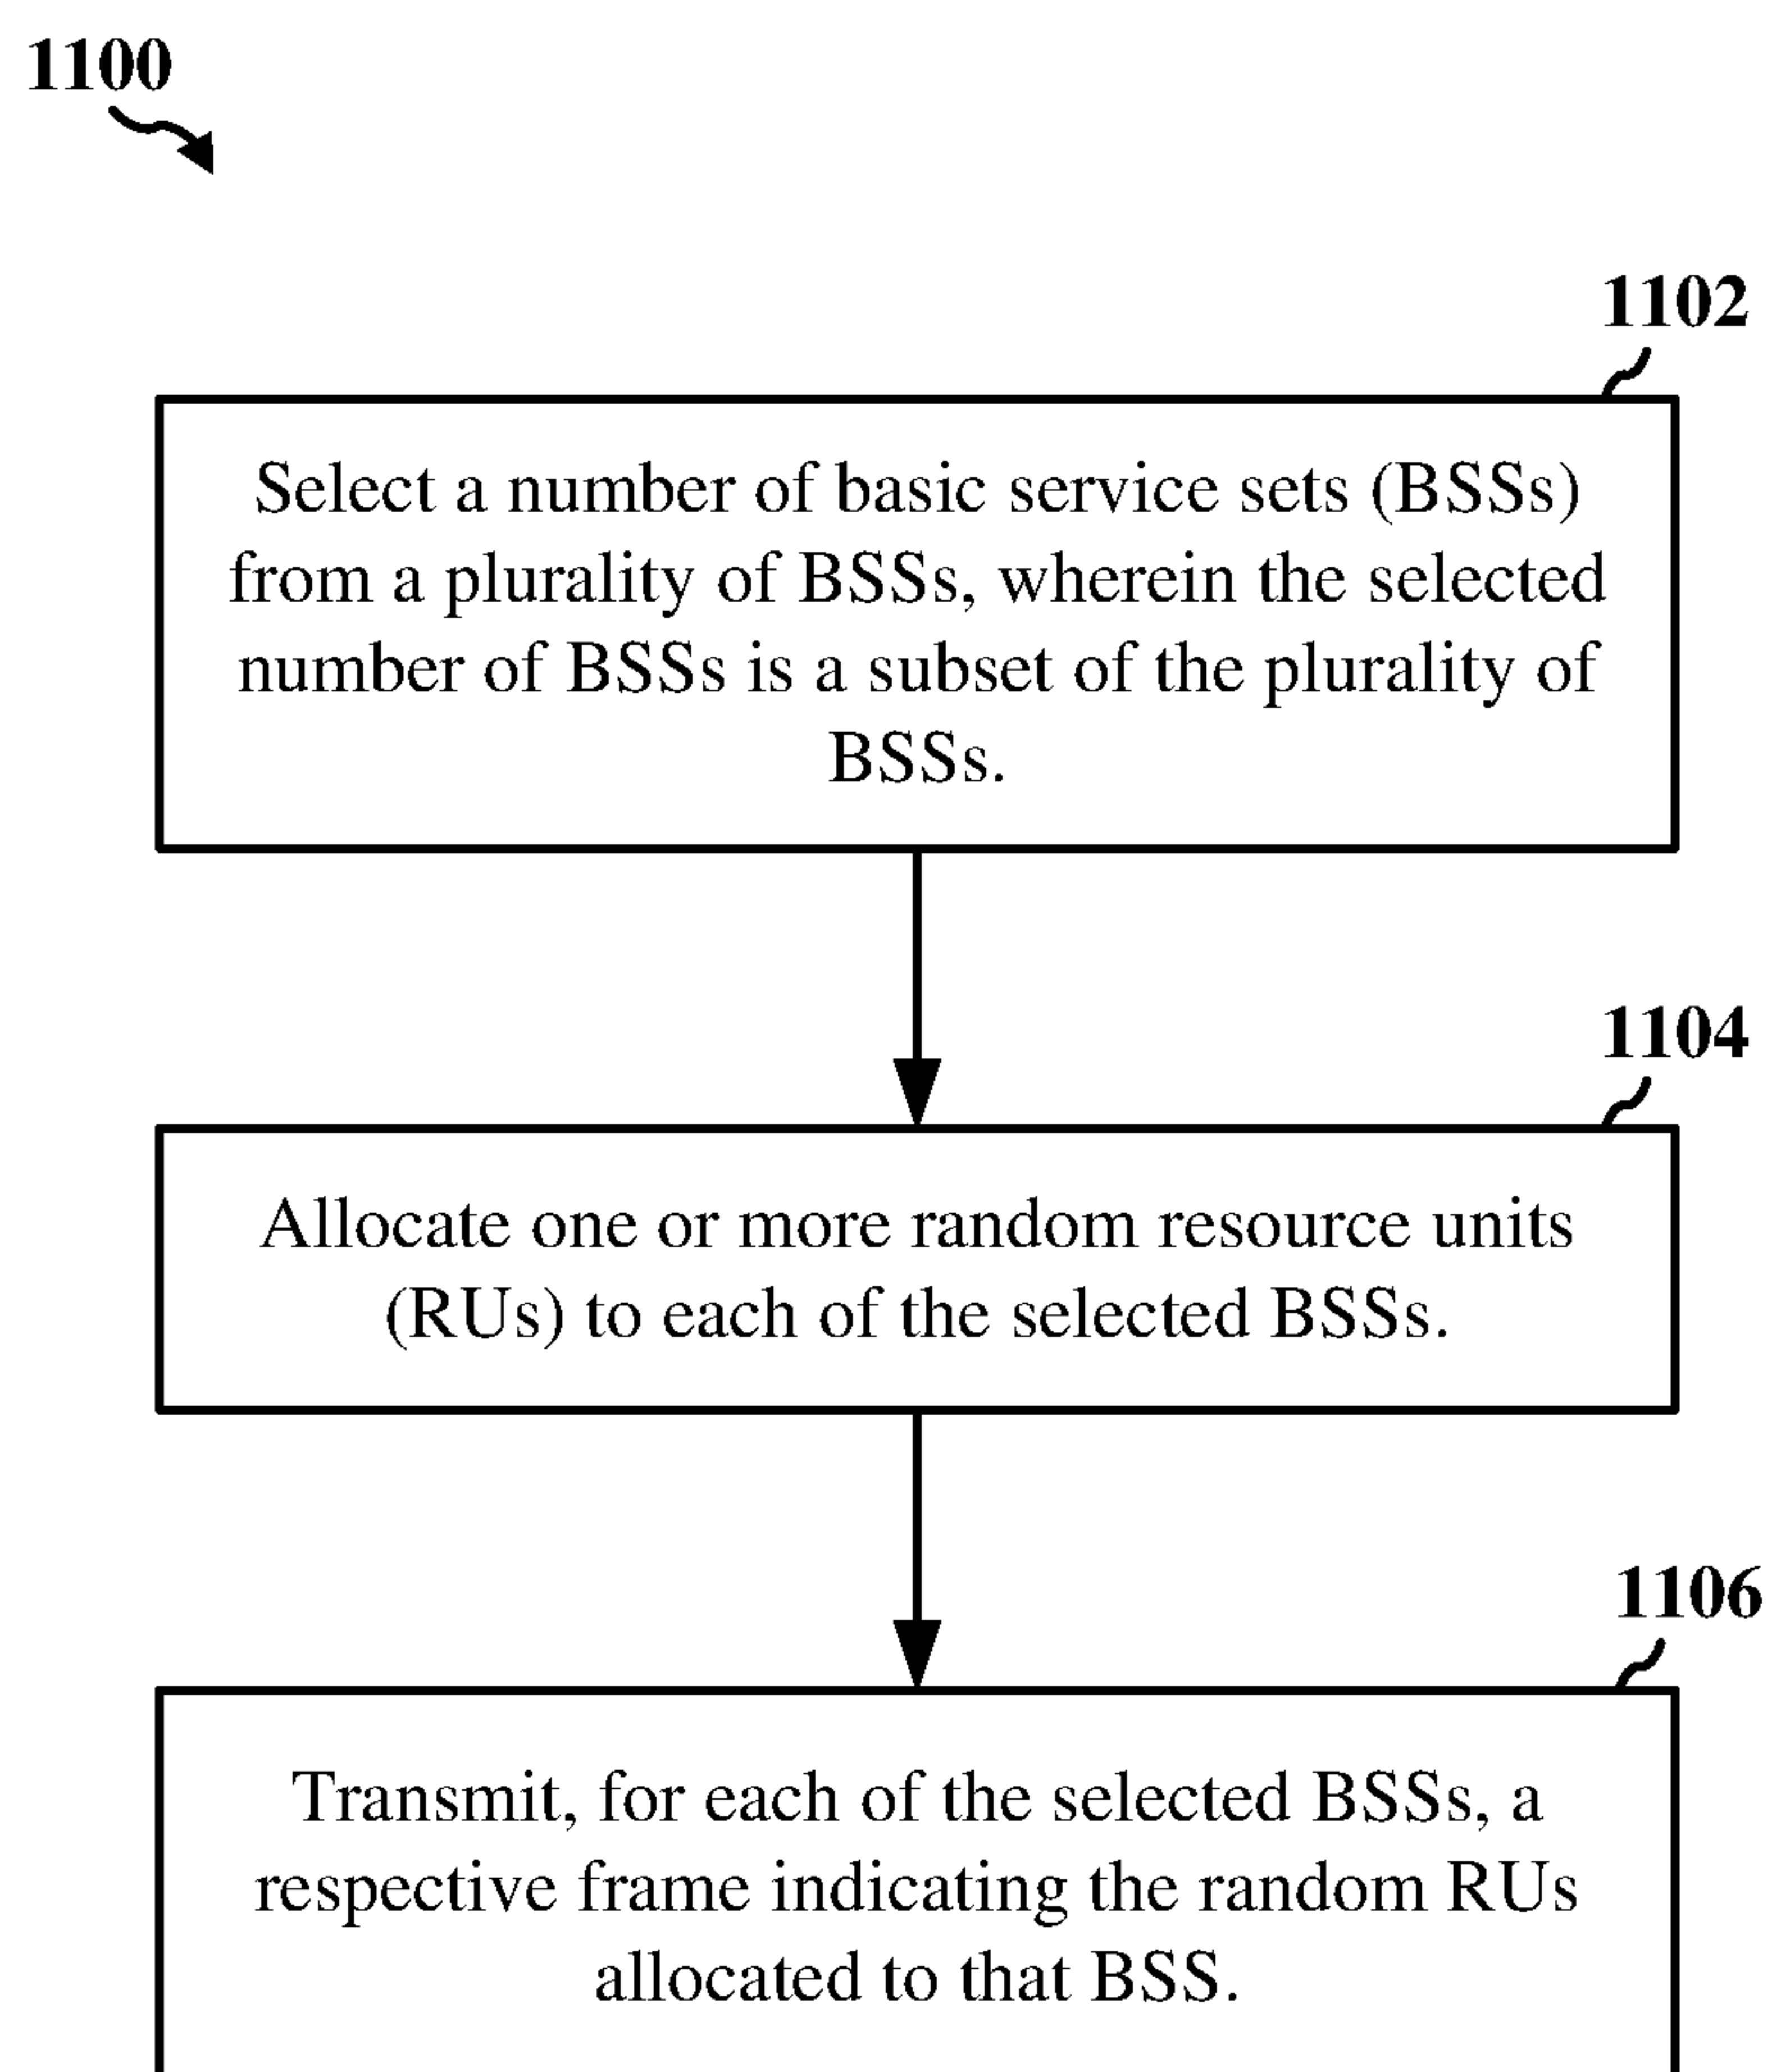 1100
1102
Select a number of basic service sets (BSSs)
from a plurality of BSSs, wherein the selected
number of BSSs is a subset of the plurality of
BSSs.
1104
Allocate one or more random resource units
(RUs) to each of the selected BSSs.
1106
Transmit, for each of the selected BSSs, a
respective frame indicating the random RUs
allocated to that BSS.